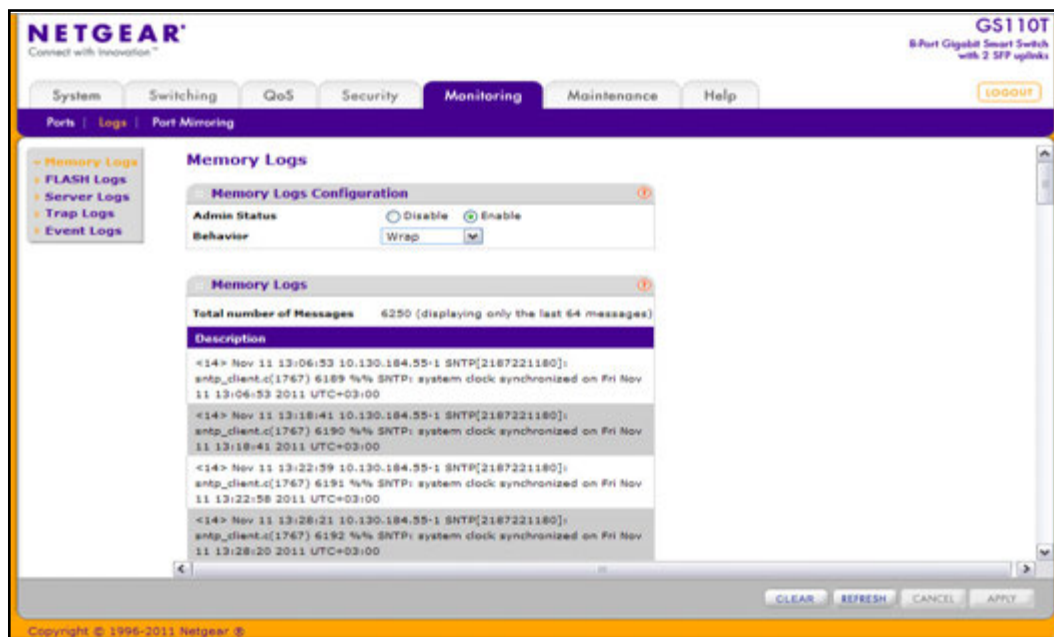 NETGEAR®
Connect with Innovation™
GS110T
8-Port Gigabit Smart Switch
with 2 SFP uplinks
System Switching QoS Security Monitoring Maintenance Help
LOGOUT
Ports | Logs | Port Mirroring
Memory Logs
FLASH Logs
Server Logs
Trap Logs
Event Logs
Memory Logs
Memory Logs Configuration
Admin Status Disable Enable
Behavior Wrap
Memory Logs
Total number of Messages 6250 (displaying only the last 64 messages)
Description
<14> Nov 11 13:06:53 10.130.184.55-1 SNTP[2187221180]:
sntp_client.c(1767) 6189 %% SNTP: system clock synchronized on Fri Nov
11 13:06:53 2011 UTC+03:00
<14> Nov 11 13:18:41 10.130.184.55-1 SNTP[2187221180]:
sntp_client.c(1767) 6190 %% SNTP: system clock synchronized on Fri Nov
11 13:18:41 2011 UTC+03:00
<14> Nov 11 13:22:59 10.130.184.55-1 SNTP[2187221180]:
sntp_client.c(1767) 6191 %% SNTP: system clock synchronized on Fri Nov
11 13:22:58 2011 UTC+03:00
<14> Nov 11 13:28:21 10.130.184.55-1 SNTP[2187221180]:
sntp_client.c(1767) 6192 %% SNTP: system clock synchronized on Fri Nov
11 13:28:20 2011 UTC+03:00
CLEAR REFRESH CANCEL APPLY
Copyright © 1996-2011 Netgear ®